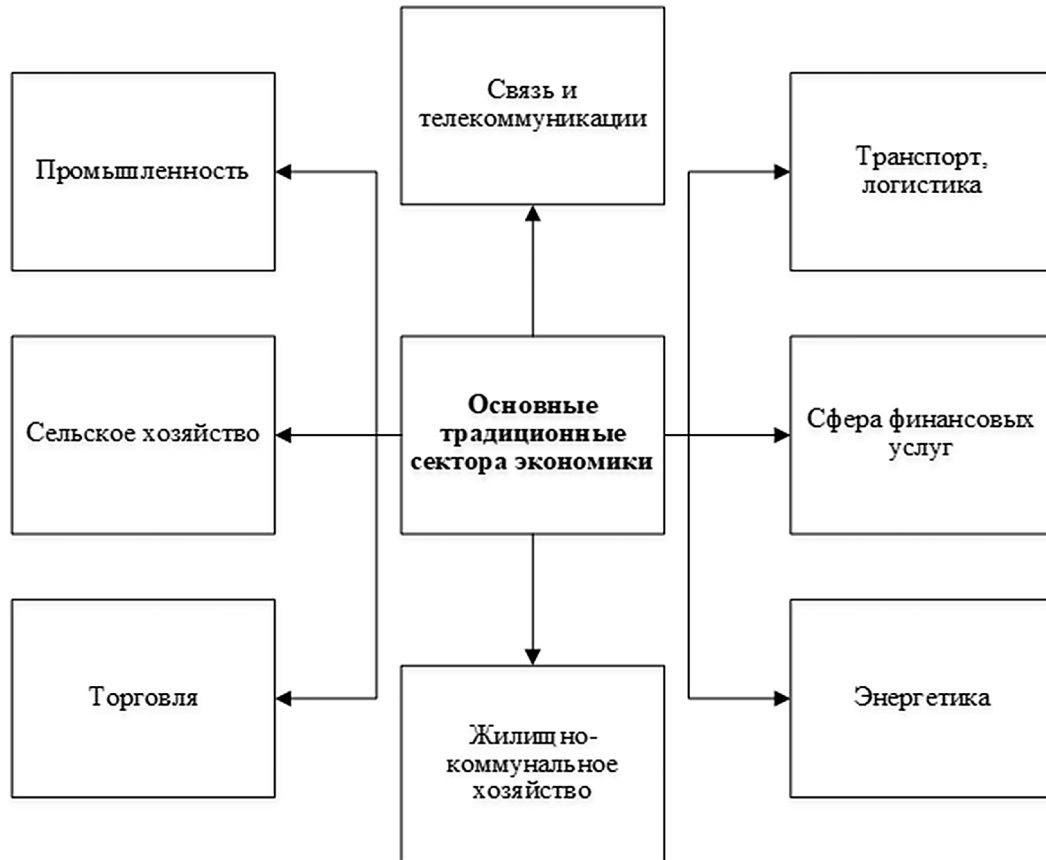 Связь и
телекоммуникации
Промышленность
Транспорт,
логистика
Сельское хозяйство
Основные
традиционные
сектора экономики
Сфера финансовых
услуг
Торговля
Жилищно-
коммунальное
хозяйство
Энергетика